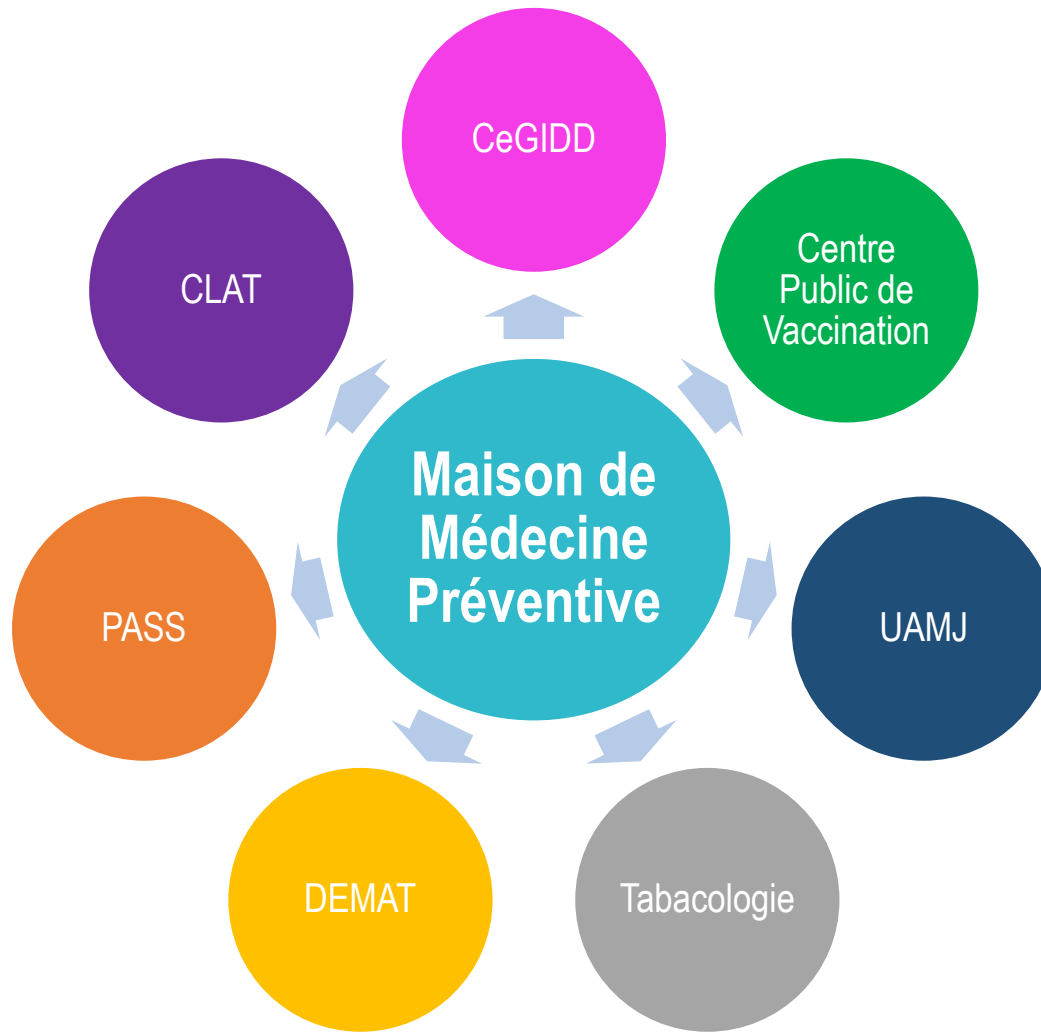 CeGIDD
CLAT
Centre
Public de
Vaccination
Maison de
Médecine
Préventive
PASS
UAMJ
DEMAT
Tabacologie